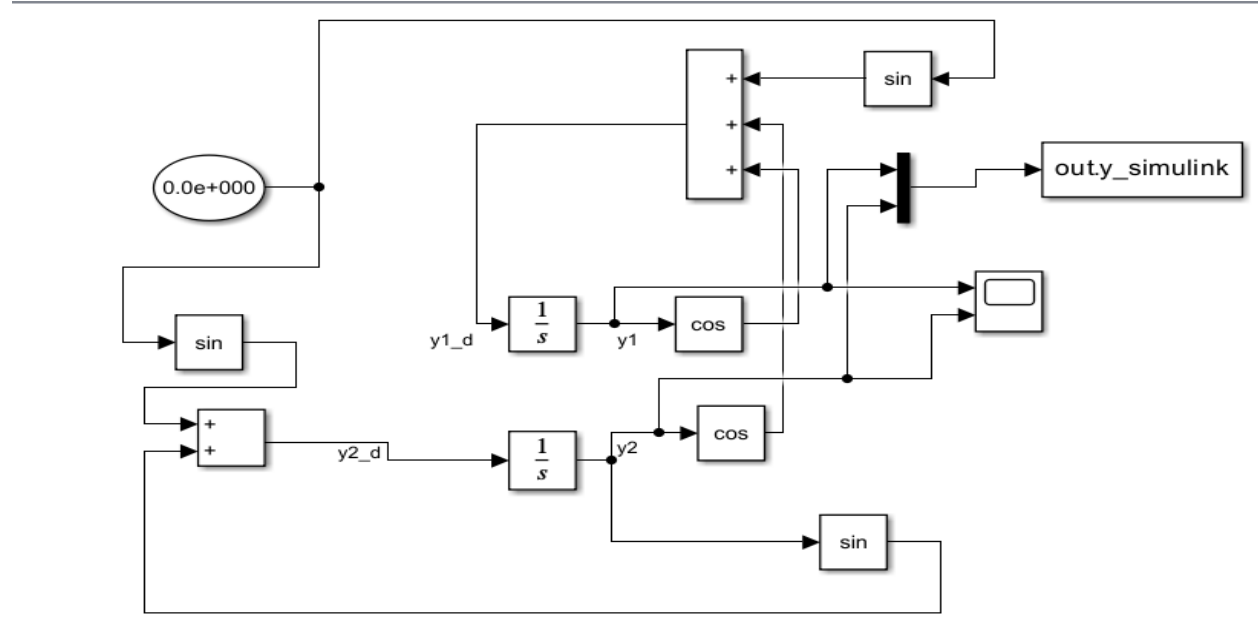 sin
+
+
+
0.0e+000
out.y_simulink
1
s
cos
y1_d
y1
sin
+
+
y2_d
1
s
y2
cos
sin